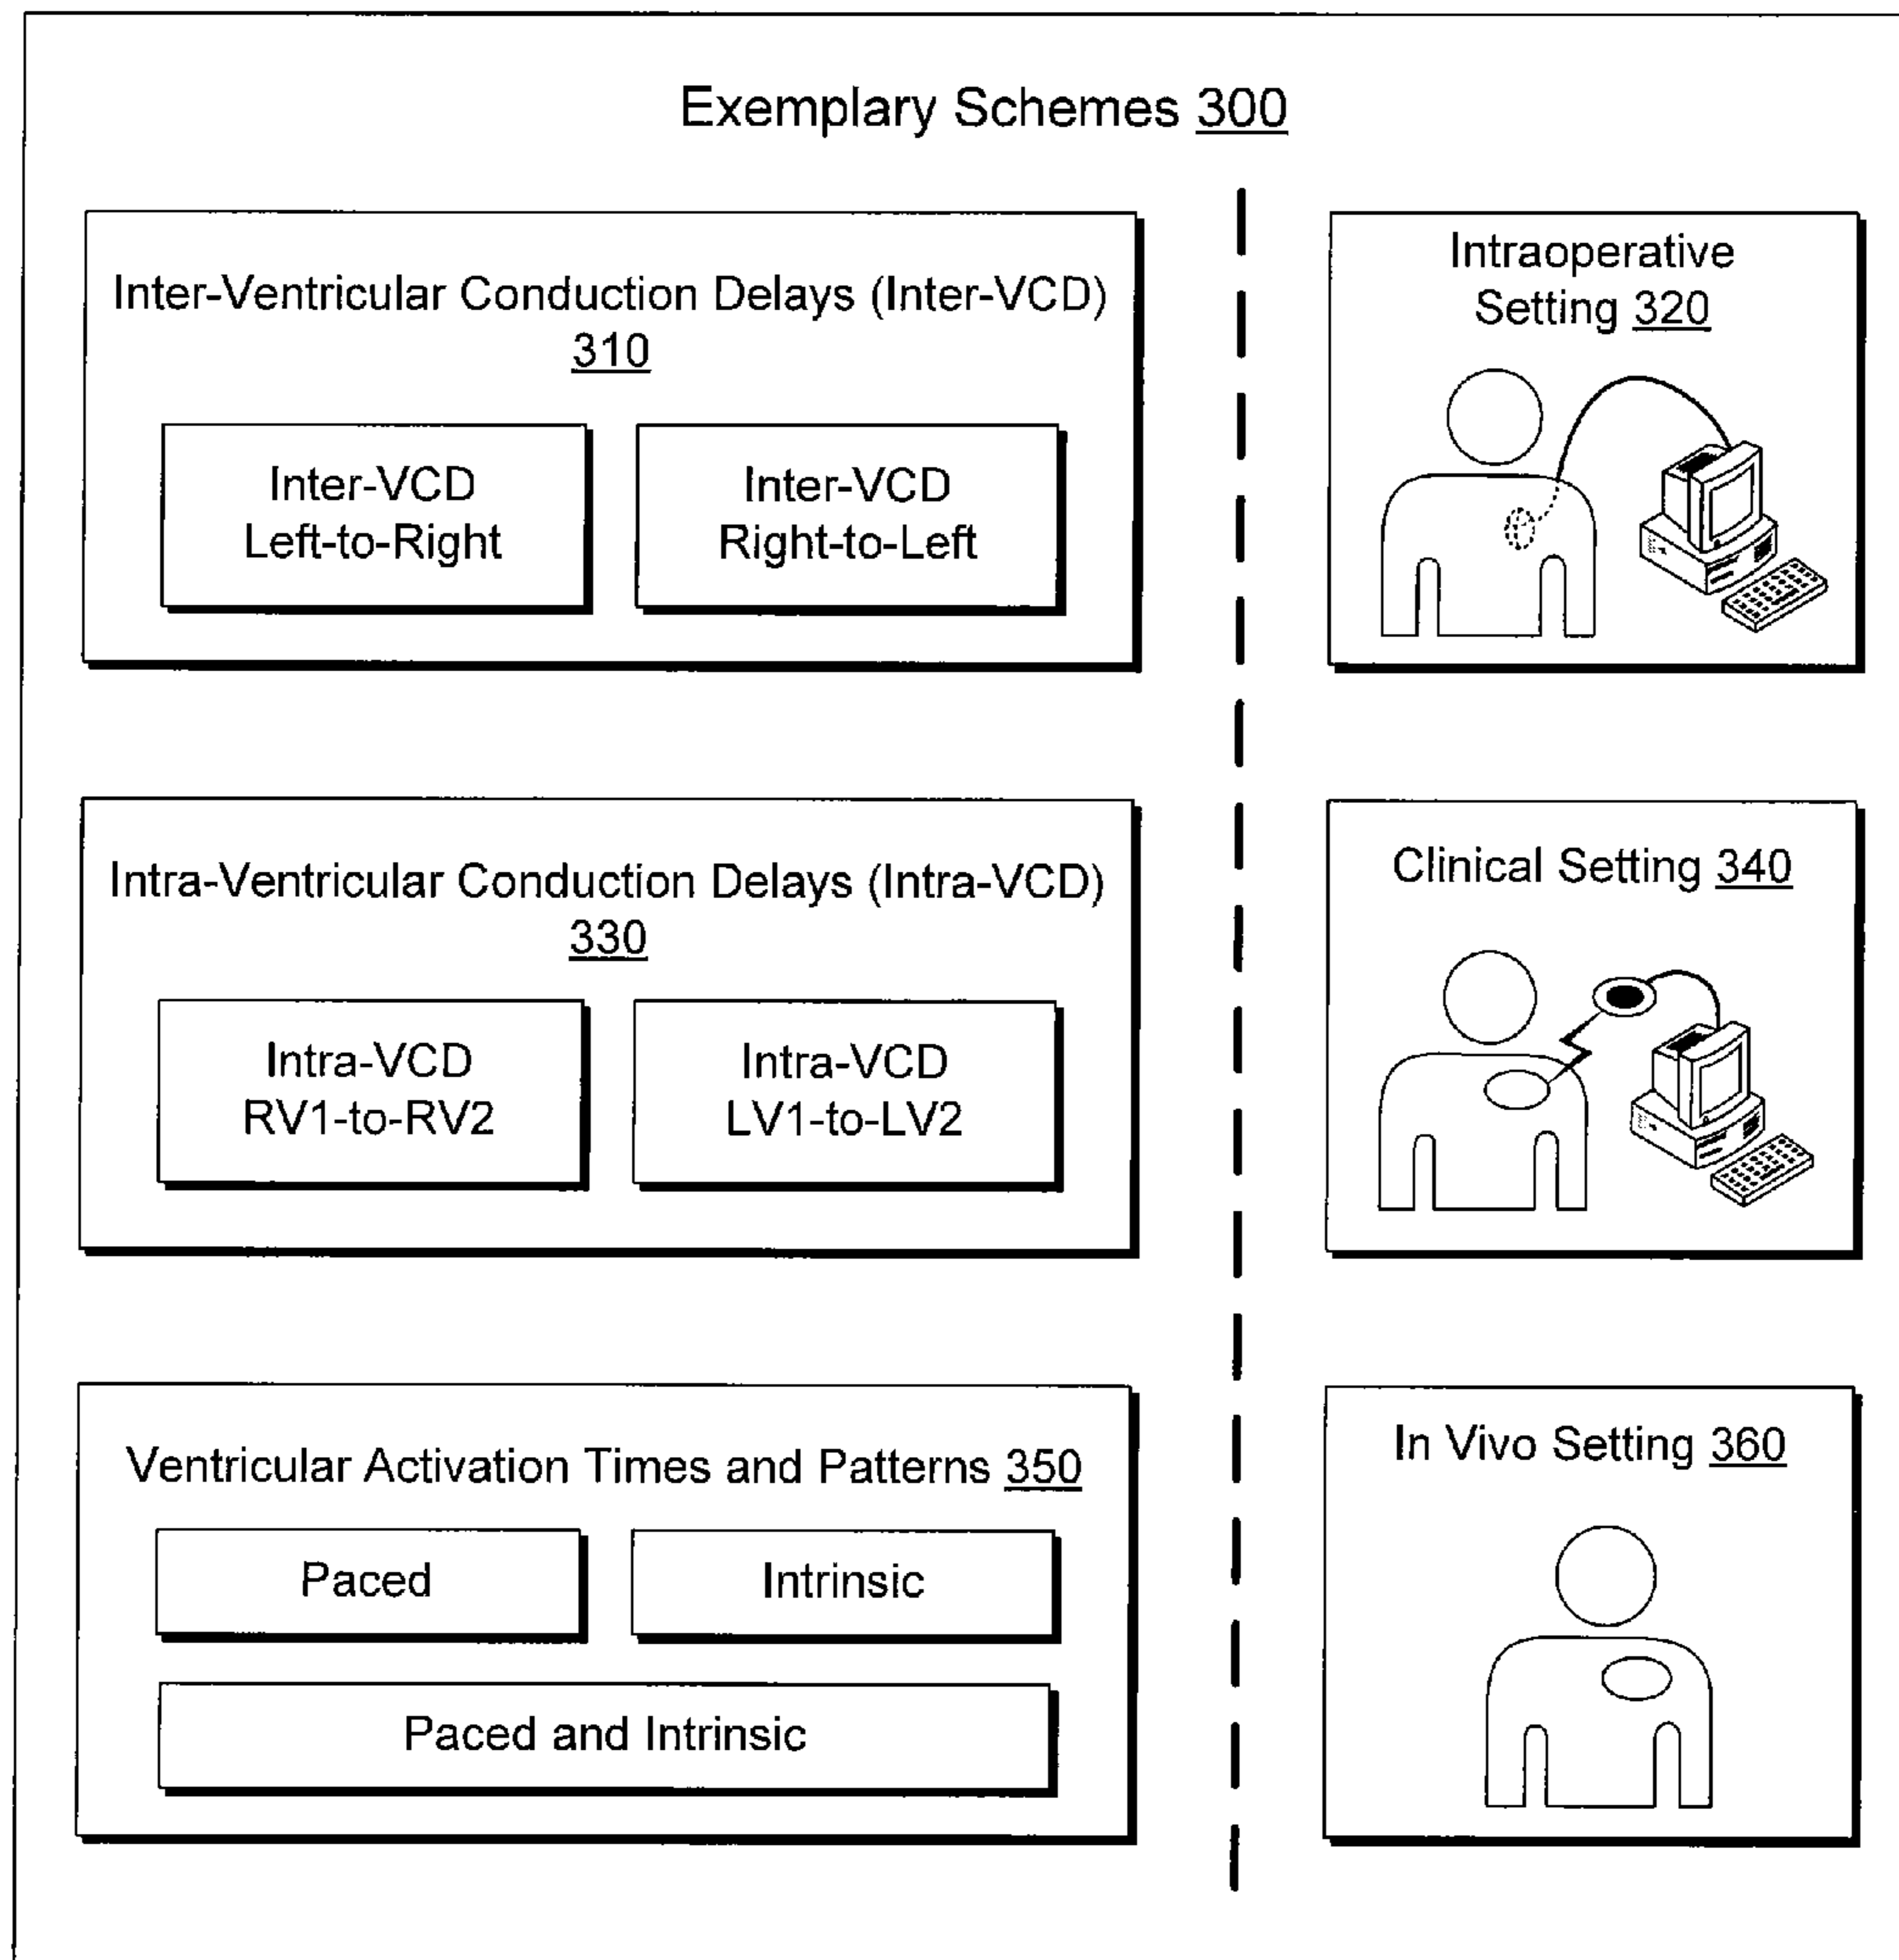 Exemplary Schemes 300
Inter-Ventricular Conduction Delays (Inter-VCD)
310
Inter-VCD
Left-to-Right
Inter-VCD
Right-to-Left
Intraoperative
Setting 320
Intra-Ventricular Conduction Delays (Intra-VCD)
330
Intra-VCD
RV1-to-RV2
Intra-VCD
LV1-to-LV2
Clinical Setting 340
Ventricular Activation Times and Patterns 350
Paced
Intrinsic
Paced and Intrinsic
In Vivo Setting 360